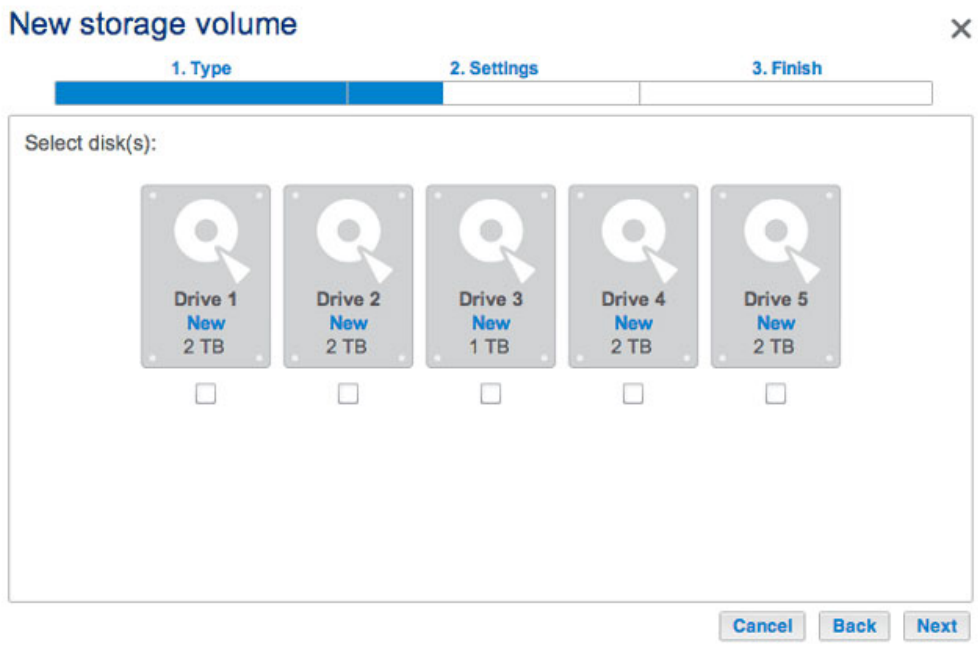 New storage volume
1. Type 2. Settings 3. Finish
Select disk(s):
Drive 1 Drive 2 Drive 3 Drive 4 Drive 5
New New New New New
2 TB 2 TB 1 TB 2 TB 2 TB
Cancel Back Next